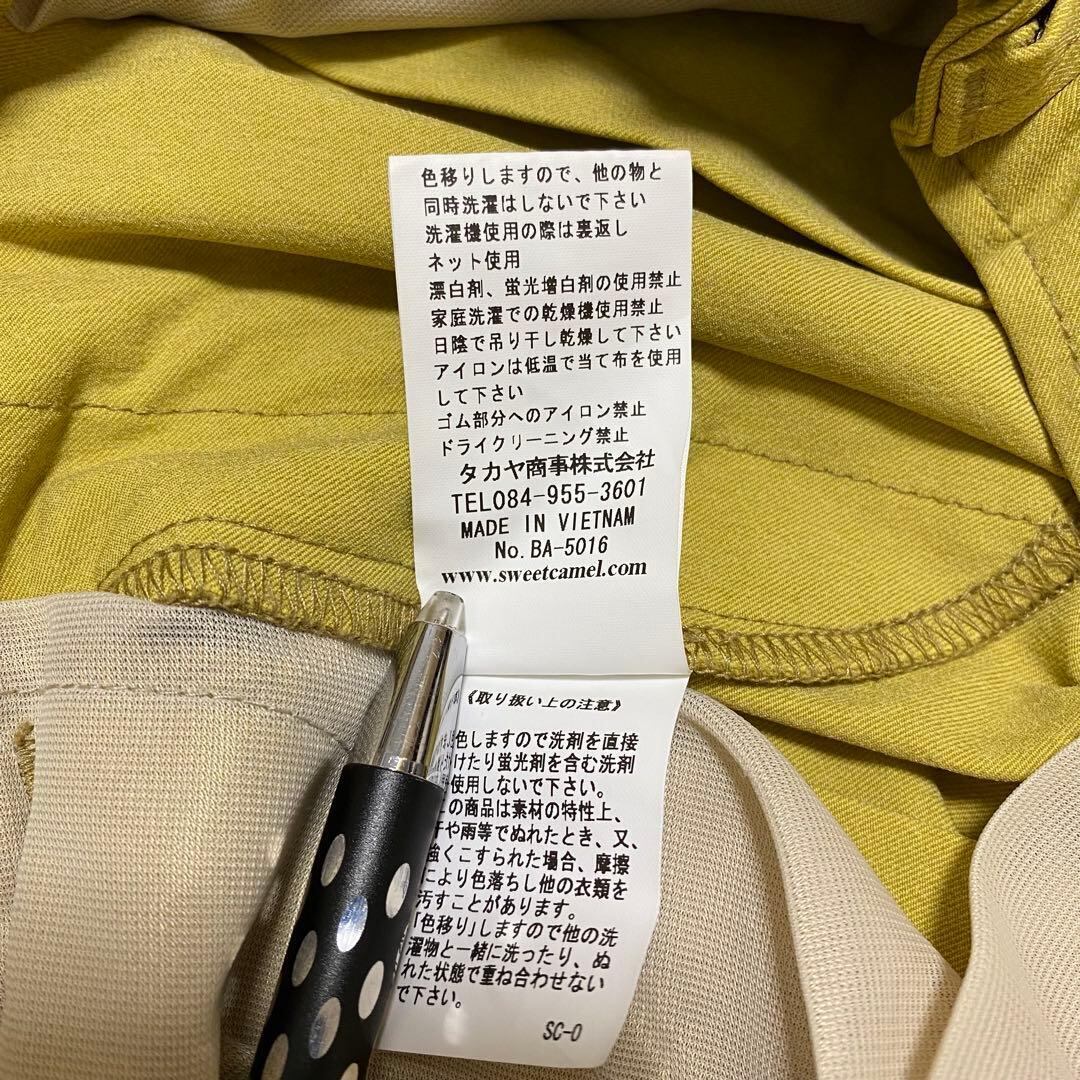 色移りしますので、他の物と
同時洗濯はしないで下さい
洗濯機使用の際は裏返し
ネット使用
漂白剤、蛍光増白剤の使用禁止
家庭洗濯での乾燥機使用禁止
日陰で吊り干し乾燥して下さい
アイロンは低温で当て布を使用
して下さい
ゴム部分へのアイロン禁止
ドライクリーニング禁止
タカヤ商事株式会社
TEL084-955-3601
MADE IN VIETNAM
No.BA-5016
www.sweetcamel.com
《取り扱い上の注意》
色しますので洗剤を直接
けたり蛍光剤を含む洗剤
使用しないで下さい。
の商品は素材の特性上、
や雨等でぬれたとき、又、
強くこすられた場合、摩擦
により色落ちし他の衣類を
汚すことがあります。
「色移り」しますので他の洗
濯物と一緒に洗ったり、ぬ
れた状態で重ね合わせない
で下さい。
SC-0